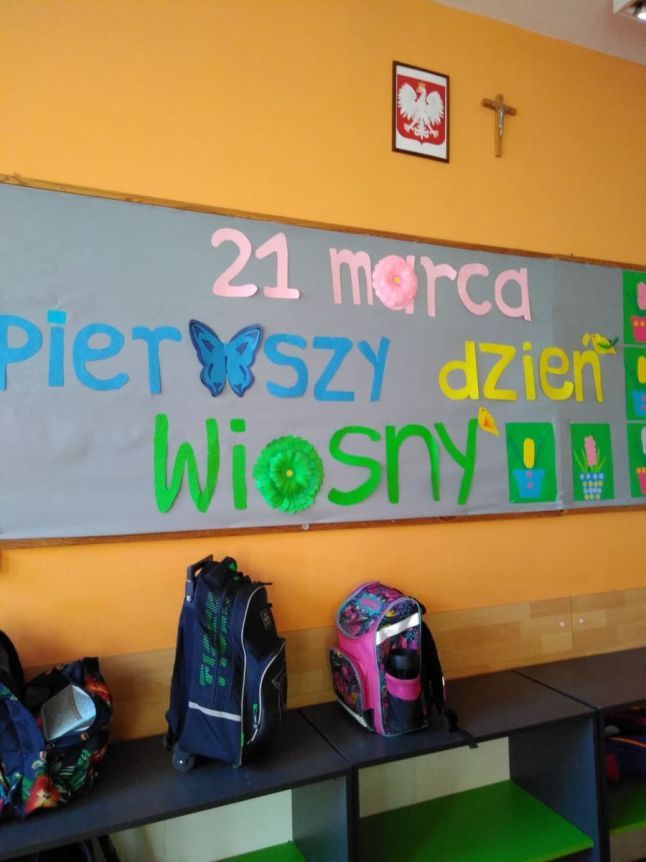 21 marca
pierwszy dzień
wiosny